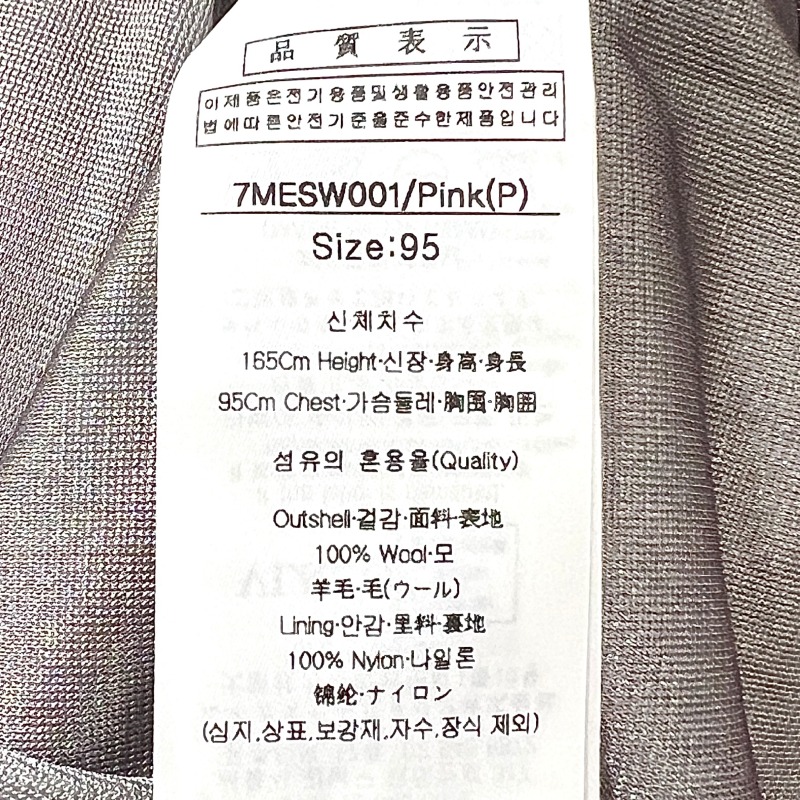 品質表示
이제품은전기용품및생활용품안전관리
법에따른안전기준을준수한제품입니다
7MESW001/Pink(P)
Size:95
신체치수
165Cm Height·신장·身高·身長
95Cm Chest·가슴둘레·胸围·胸囲
섬유의 혼용율(Quality)
Outshell·겉감·面料·表地
100% Wool·모
羊毛·毛(ウール)
Lining·안감·里料·裏地
100% Nylon·나일론
锦纶·ナイロン
(심지,상표,보강재,자수,장식 제외)